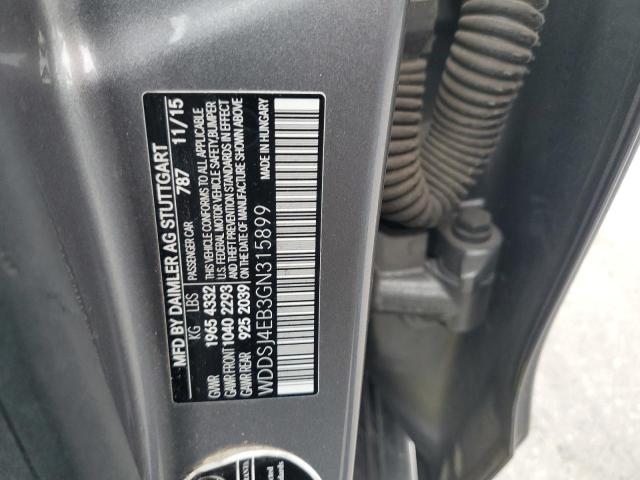 MFD BY DAIMLER AG STUTTGART
PASSENGER CAR 787 11/15
KG LBS
GVWR 1965 4332
GAWR FRONT 1040 2293
GAWR REAR 925 2039
THIS VEHICLE CONFORMS TO ALL APPLICABLE
U.S. FEDERAL MOTOR VEHICLE SAFETY, BUMPER
& THEFT PREVENTION STANDARDS IN EFFECT
ON THE DATE OF MANUFACTURE SHOWN ABOVE
MADE IN HUNGARY
WDDSJ4EB3GN315899